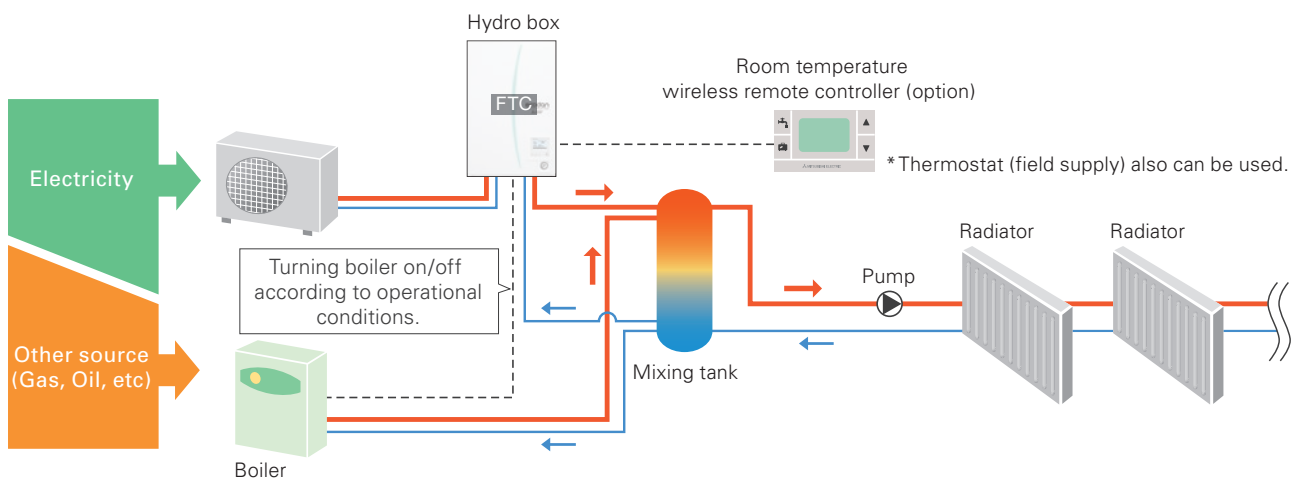 Hydro box
FTC
Room temperature
wireless remote controller (option)
*Thermostat (field supply) also can be used.
Electricity
Turning boiler on/off
according to operational
conditions.
Radiator
Radiator
Pump
Other source
(Gas, Oil, etc)
Mixing tank
Boiler